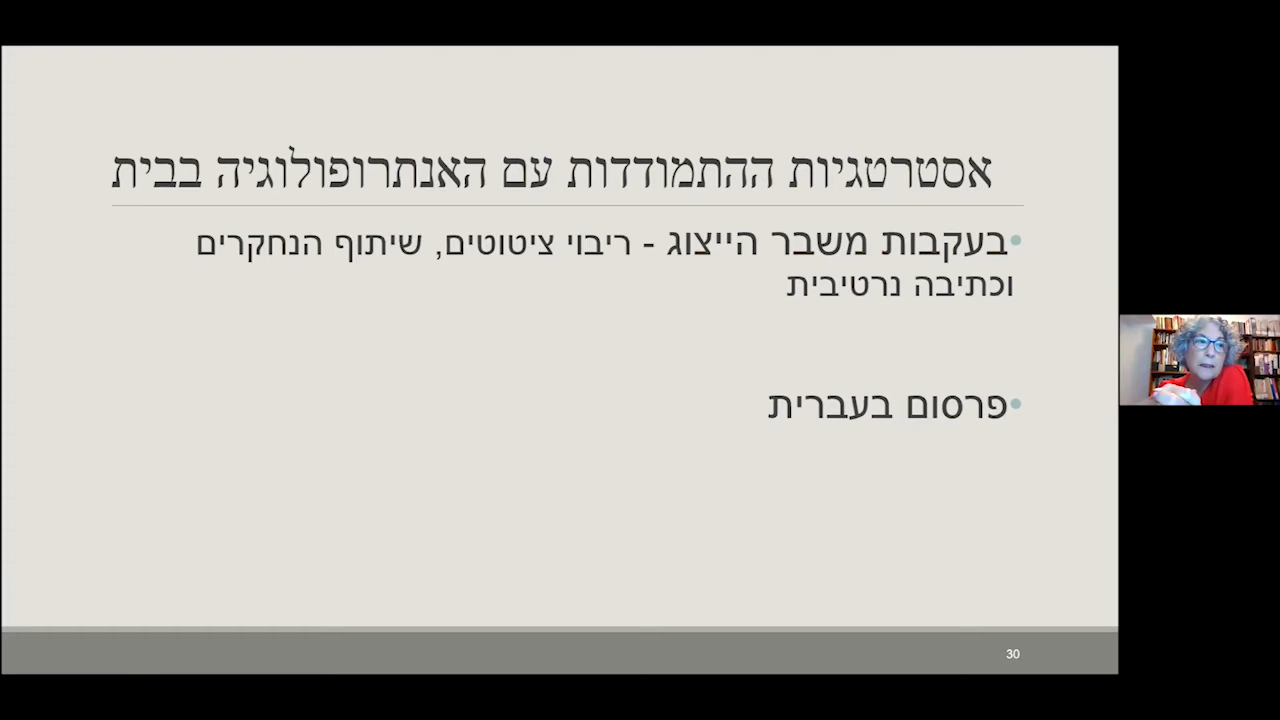 אסטרטגיות ההתמודדות עם האנתרופולוגיה בבית
•בעקבות משבר הייצוג - ריבוי ציטוטים, שיתוף הנחקרים
וכתיבה נרטיבית
•פרסום בעברית
30